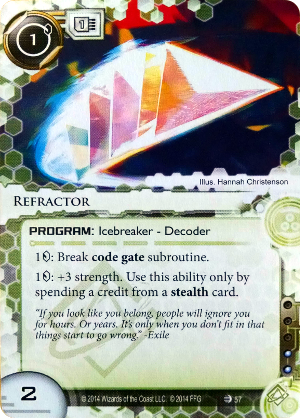 1
1
Illus. Hannah Christenson
REFRACTOR
PROGRAM: Icebreaker - Decoder
1: Break code gate subroutine.
1: +3 strength. Use this ability only by
spending a credit from a stealth card.
"If you look like you belong, people will ignore you
for hours. Or years. It's only when you don't fit in that
things start to go wrong." -Exile
2
© 2014 Wizards of the Coast LLC. © 2014 FFG
57